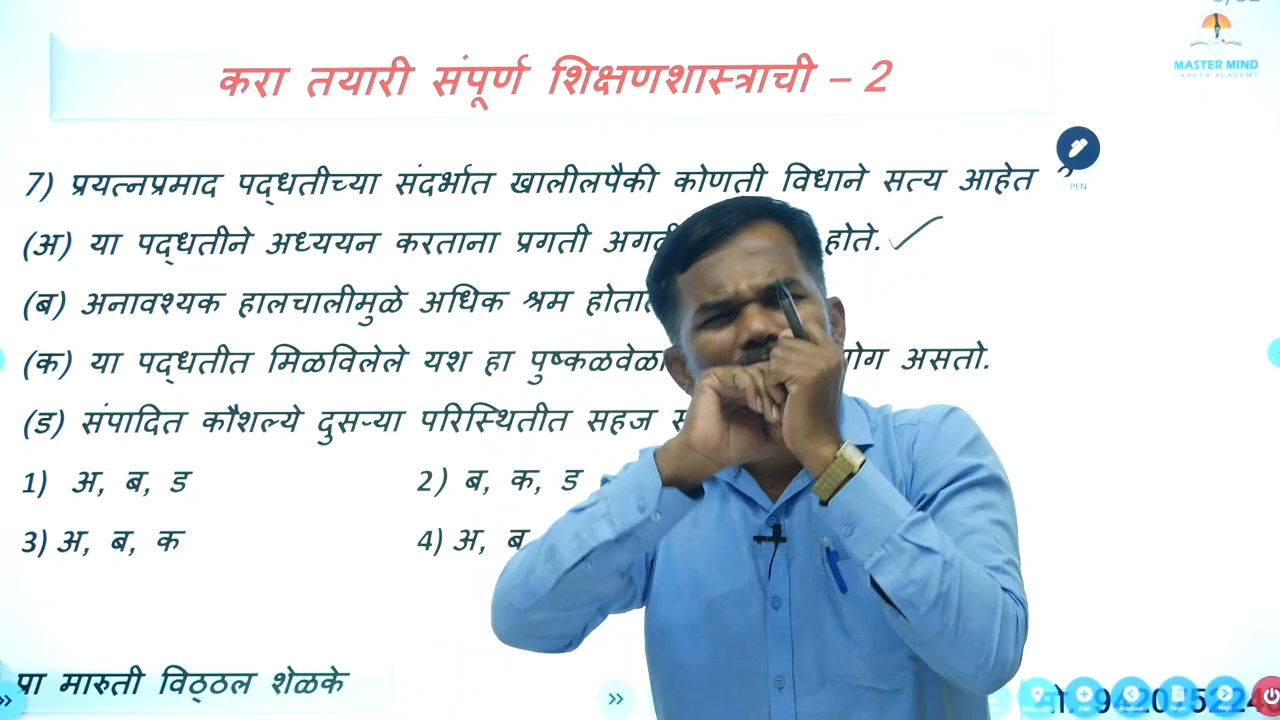 MASTER MIND
CAREER ACADEMY
करा तयारी संपूर्ण शिक्षणशास्त्राची – 2
PEN
7) प्रयत्नप्रमाद पद्धतीच्या संदर्भात खालीलपैकी कोणती विधाने सत्य आहेत ?
(अ) या पद्धतीने अध्ययन करताना प्रगती होते.
(ब) अनावश्यक हालचालीमुळे अधिक श्रम
(क) या पद्धतीत मिळविलेले यश हा असतो.
(ड) संपादित कौशल्ये दुसऱ्या परिस्थितीत सहज
1) अ, ब, ड
2) ब, क, ड
3) अ, ब, क
4) अ, ब
मारुती विठ्ठल शेळके